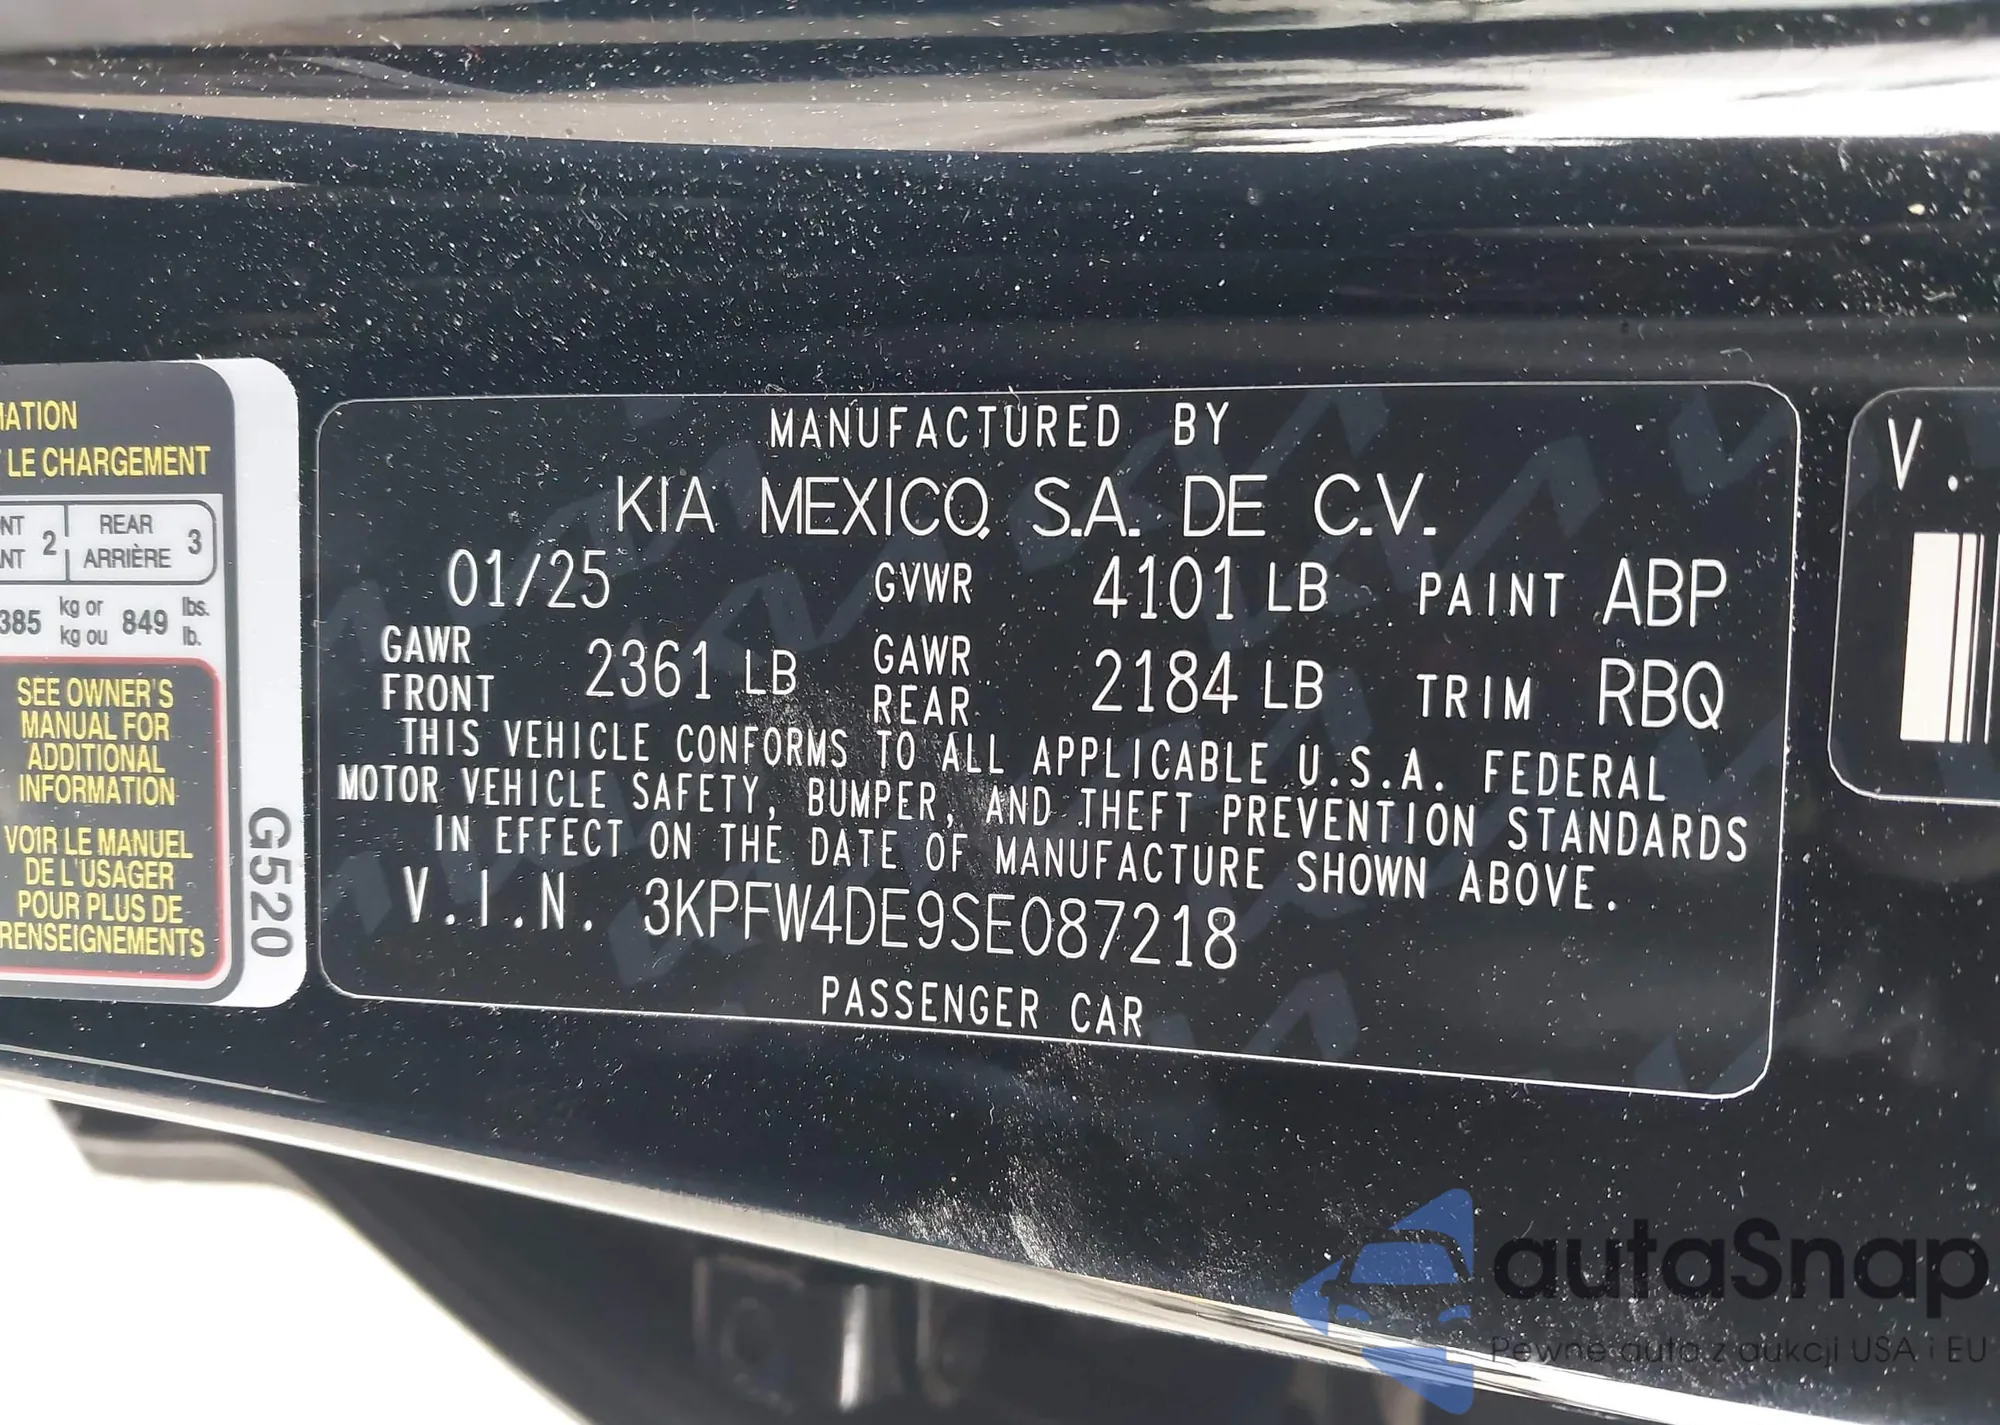 MANUFACTURED BY
KIA MEXICO, S.A. DE C.V.
01/25 GVWR 4101 LB PAINT ABP
GAWR FRONT 2361 LB GAWR REAR 2184 LB TRIM RBQ
THIS VEHICLE CONFORMS TO ALL APPLICABLE U.S.A. FEDERAL
MOTOR VEHICLE SAFETY, BUMPER, AND THEFT PREVENTION STANDARDS
IN EFFECT ON THE DATE OF MANUFACTURE SHOWN ABOVE.
V.I.N. 3KPFW4DE9SE087218
PASSENGER CAR
LE CHARGEMENT
2 REAR 3
ARRIÈRE
385 kg or 849 lbs.
kg ou lb.
SEE OWNER'S
MANUAL FOR
ADDITIONAL
INFORMATION
VOIR LE MANUEL
DE L'USAGER
POUR PLUS DE
RENSEIGNEMENTS
G520
V.
autaSnap
Pewne auto z aukcji USA i EU